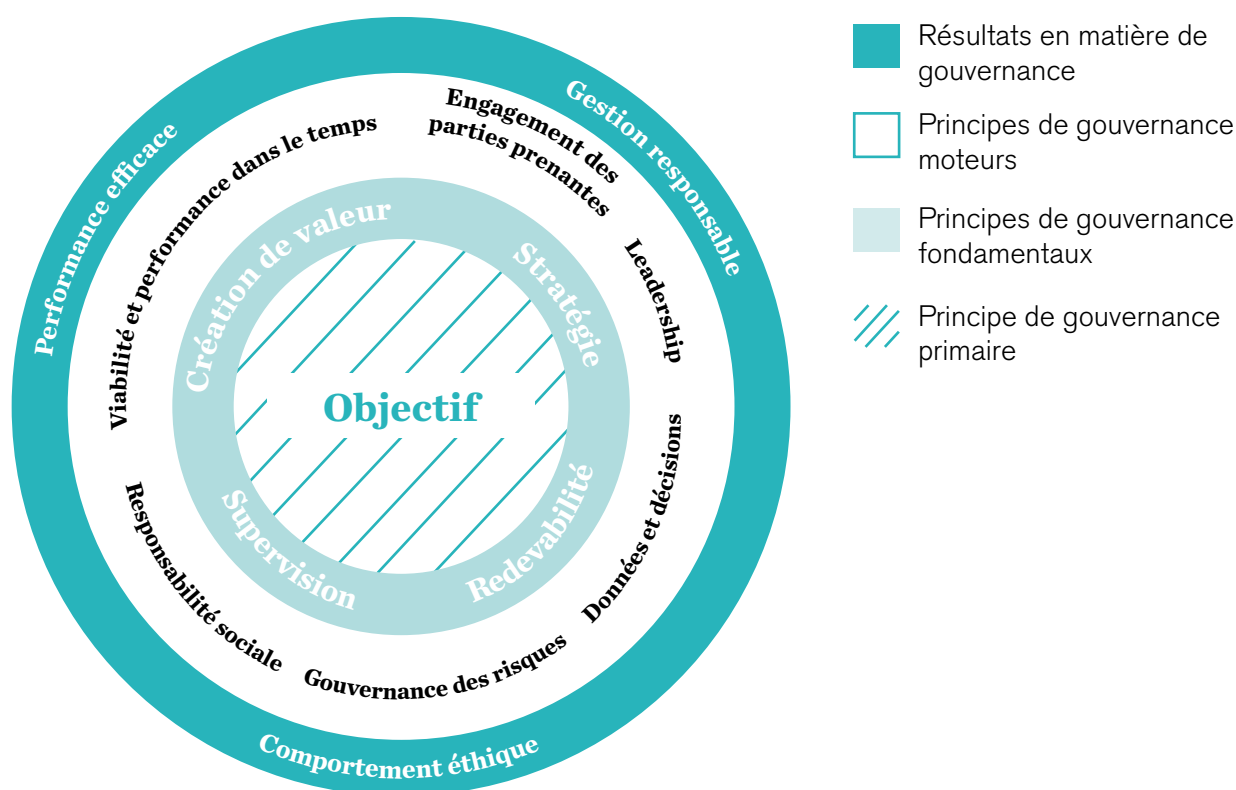 Performance efficace
Gestion responsable
Comportement éthique
Viabilité et performance dans le temps
Engagement des
parties prenantes
Leadership
Données et décisions
Gouvernance des risques
Responsabilité sociale
Création de valeur
Stratégie
Redevabilité
Supervision
Objectif
Résultats en matière de
gouvernance
Principes de gouvernance
moteurs
Principes de gouvernance
fondamentaux
Principe de gouvernance
primaire